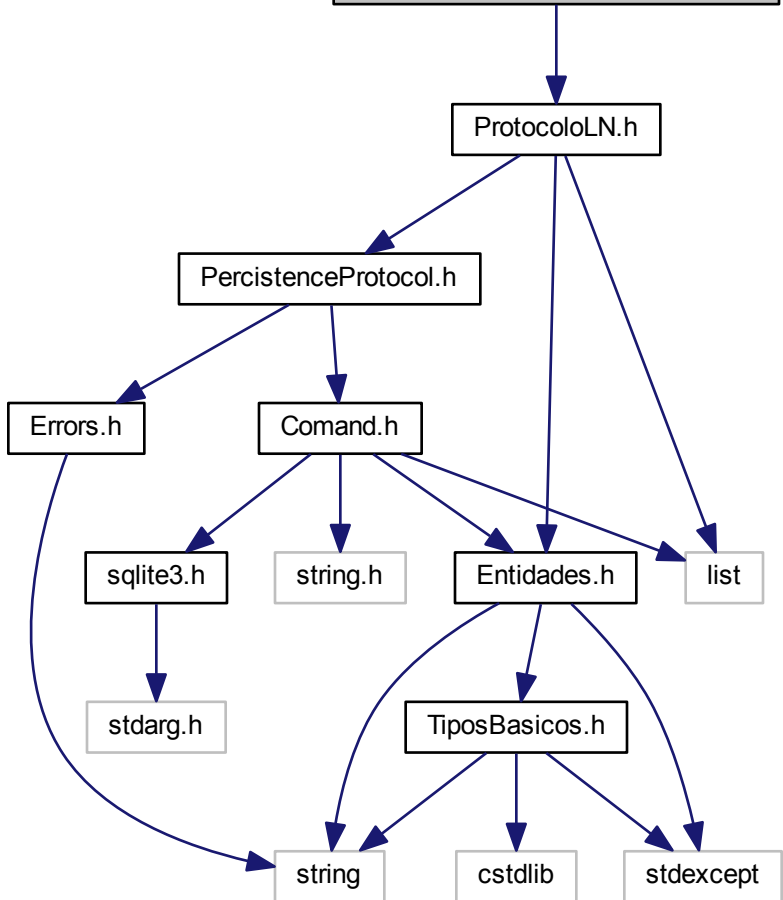 ProtocoloLN.h
PercistenceProtocol.h
Errors.h
Comand.h
sqlite3.h
string.h
Entidades.h
list
stdarg.h
TiposBasicos.h
string
cstdlib
stdexcept